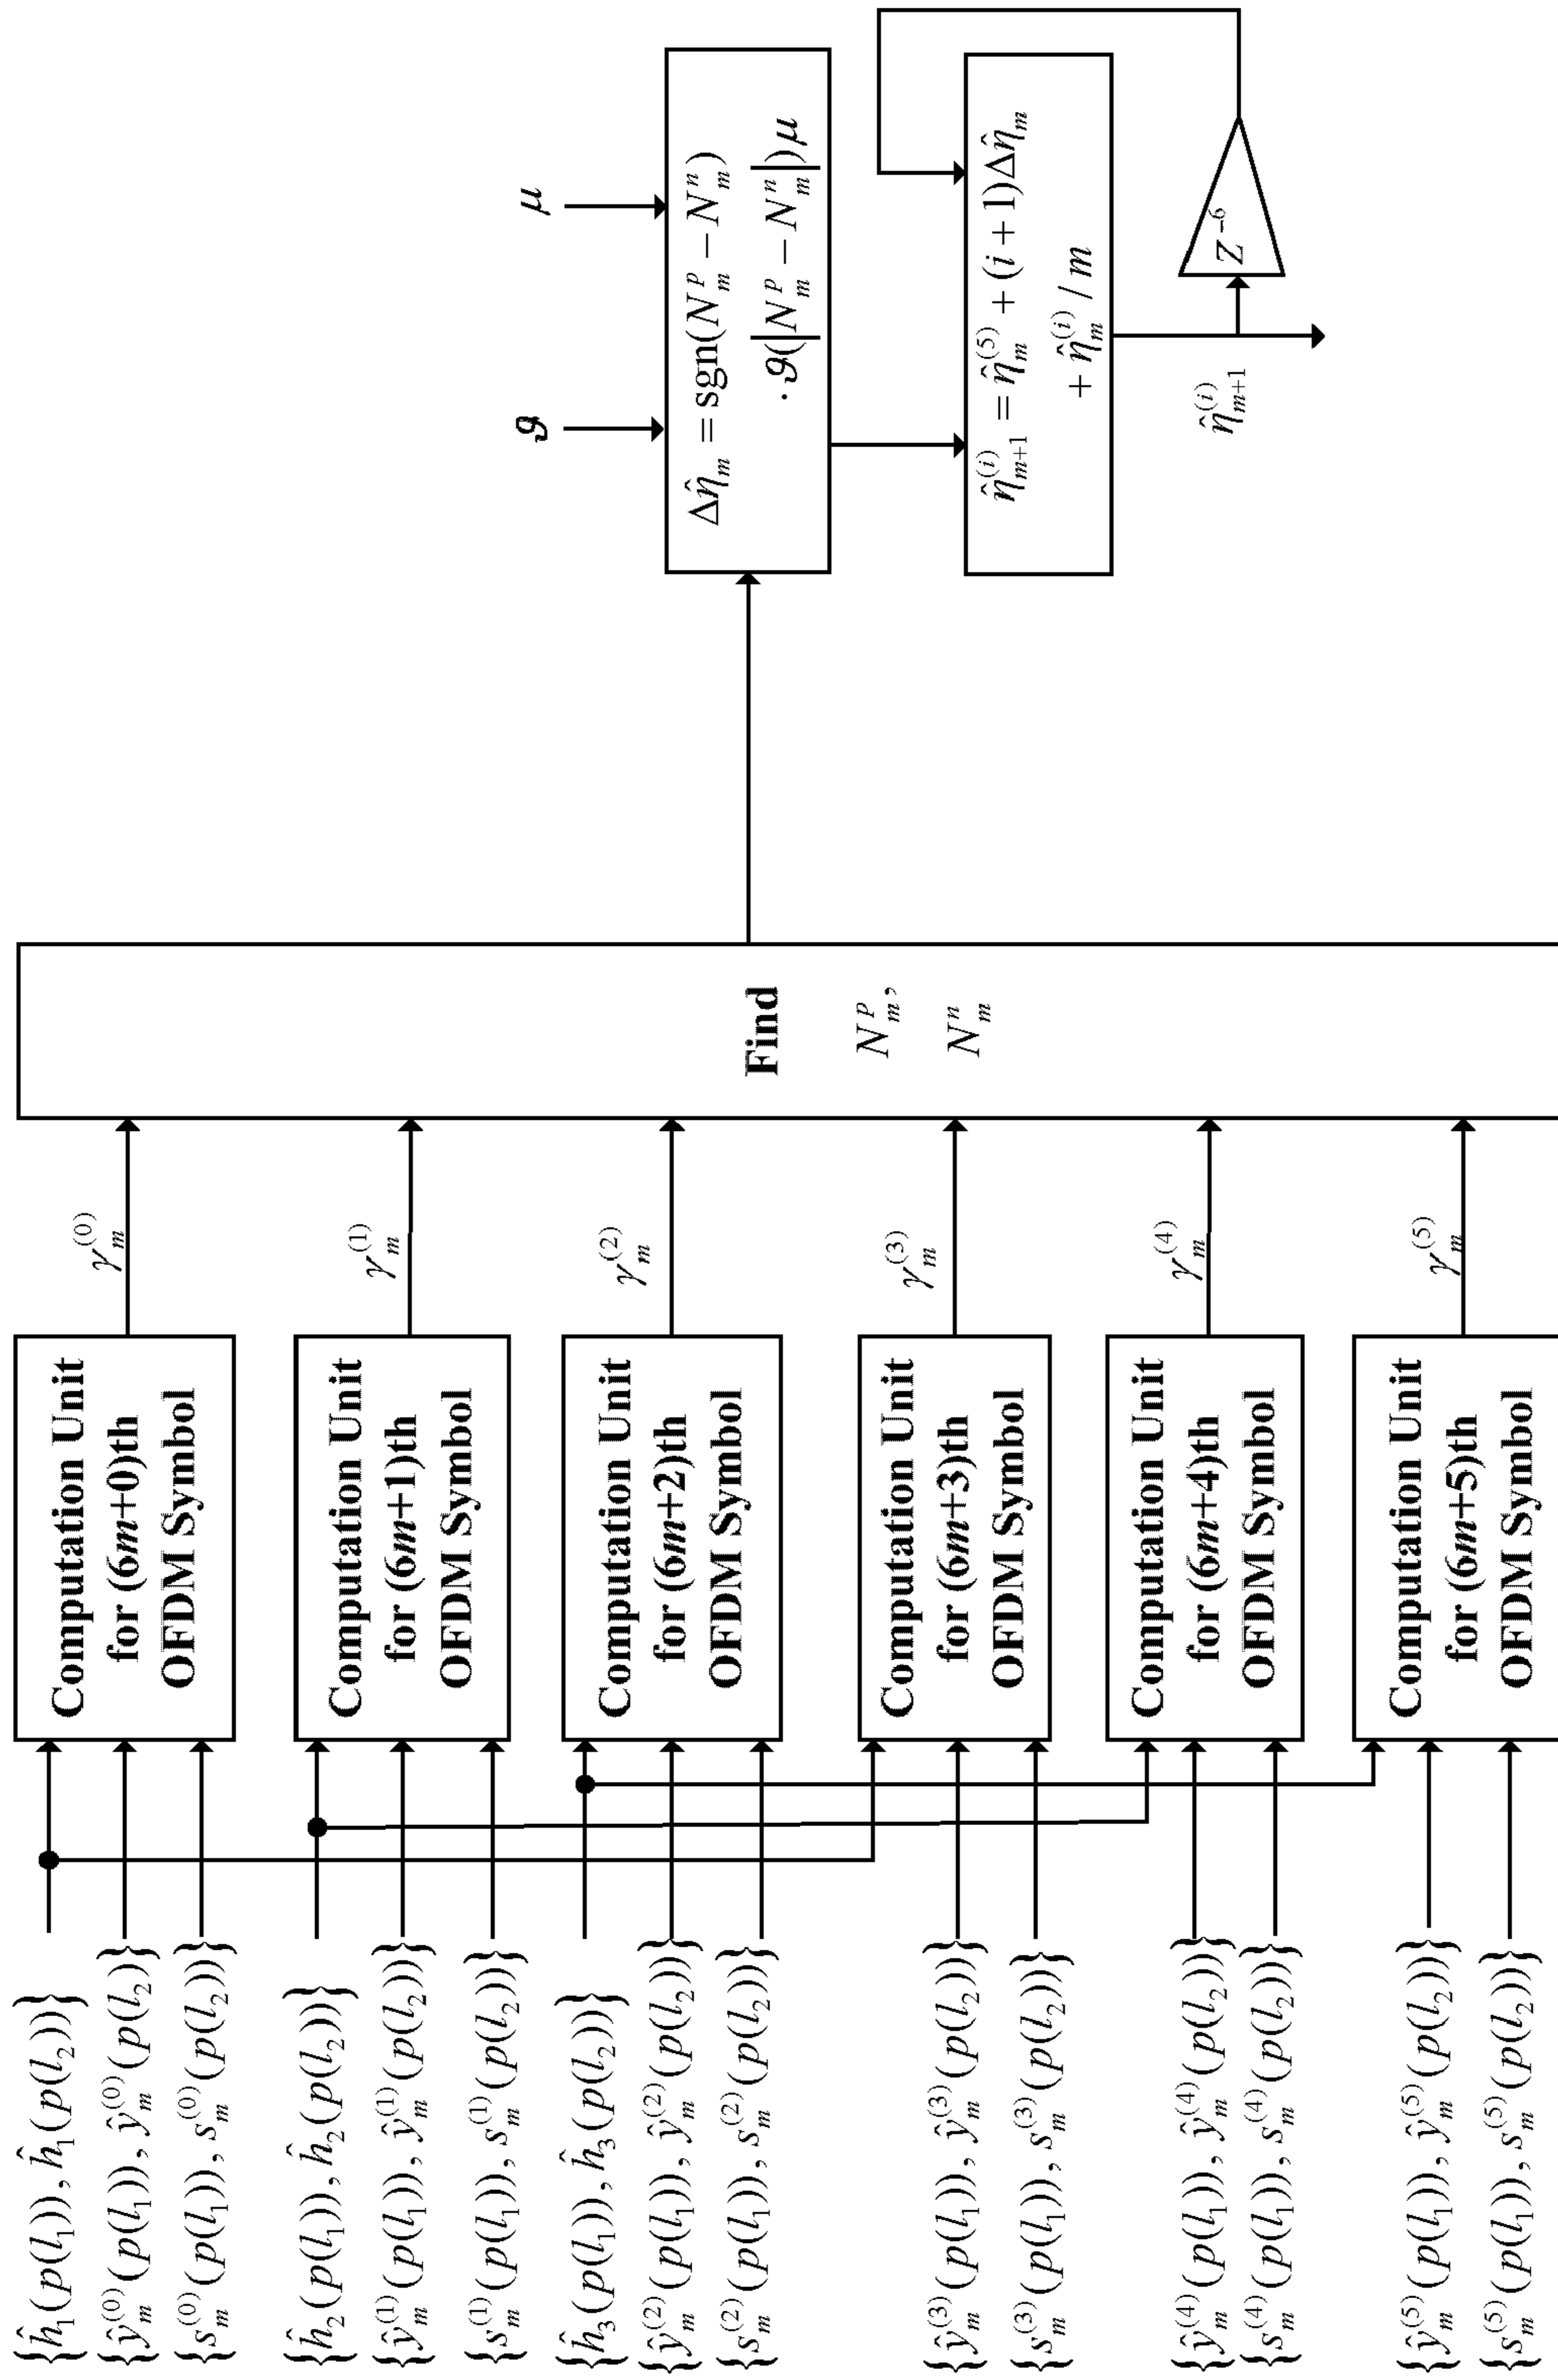 {ĥ₁(p(l₁)), ĥ₁(p(l₂))}
{ŷₘ⁽⁰⁾(p(l₁)), ŷₘ⁽⁰⁾(p(l₂)}
{sₘ⁽⁰⁾(p(l₁), sₘ⁽⁰⁾(p(l₂))}
{ĥ₂(p(l₁)), ĥ₂(p(l₂))}
{ŷₘ⁽¹⁾(p(l₁)), ŷₘ⁽¹⁾(p(l₂))}
{sₘ⁽¹⁾(p(l₁)), sₘ⁽¹⁾(p(l₂))}
{ĥ₃(p(l₁)), ĥ₃(p(l₂))}
{ŷₘ⁽²⁾(p(l₁)), ŷₘ⁽²⁾(p(l₂))}
{sₘ⁽²⁾(p(l₁)), sₘ⁽²⁾(p(l₂))}
{ŷₘ⁽³⁾(p(l₁)), ŷₘ⁽³⁾(p(l₂))}
{sₘ⁽³⁾(p(l₁)), sₘ⁽³⁾(p(l₂))}
{ŷₘ⁽⁴⁾(p(l₁)), ŷₘ⁽⁴⁾(p(l₂))}
{sₘ⁽⁴⁾(p(l₁)), sₘ⁽⁴⁾(p(l₂))}
{ŷₘ⁽⁵⁾(p(l₁)), ŷₘ⁽⁵⁾(p(l₂))}
{sₘ⁽⁵⁾(p(l₁)), sₘ⁽⁵⁾(p(l₂))}
Computation Unit
for (6m+0)th
OFDM Symbol
Computation Unit
for (6m+1)th
OFDM Symbol
Computation Unit
for (6m+2)th
OFDM Symbol
Computation Unit
for (6m+3)th
OFDM Symbol
Computation Unit
for (6m+4)th
OFDM Symbol
Computation Unit
for (6m+5)th
OFDM Symbol
γₘ⁽⁰⁾
γₘ⁽¹⁾
γₘ⁽²⁾
γₘ⁽³⁾
γₘ⁽⁴⁾
γₘ⁽⁵⁾
Find
Nₘᵖ,
Nₘⁿ
ϑ
μ
Δη̂ₘ = sgn(Nₘᵖ − Nₘⁿ)
· ϑ(|Nₘᵖ − Nₘⁿ|)μ
η̂ₘ₊₁⁽ⁱ⁾ = η̂ₘ⁽⁵⁾ + (i + 1)Δη̂ₘ
+ η̂ₘ⁽ⁱ⁾ / m
Z⁻⁶
η̂ₘ₊₁⁽ⁱ⁾